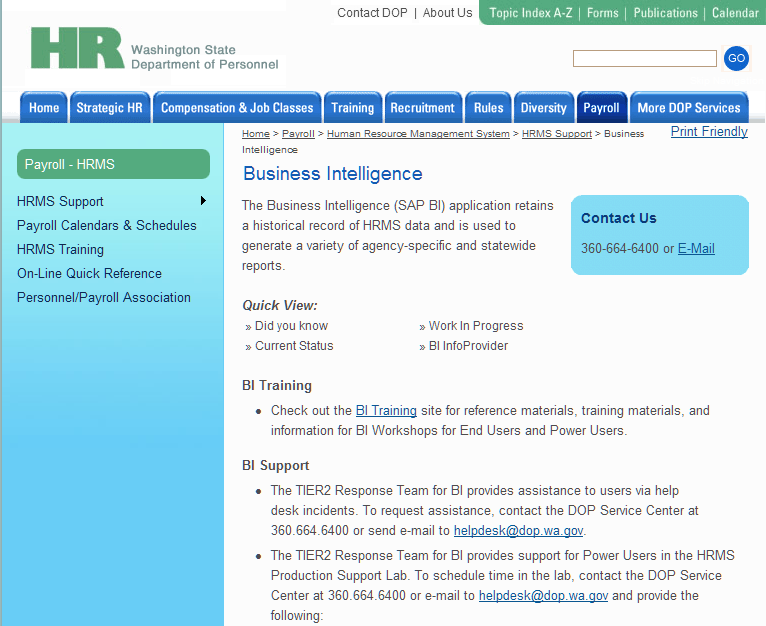 Contact DOP | About Us
Topic Index A-Z | Forms | Publications | Calendar
HR
Washington State
Department of Personnel
GO
Home
Strategic HR
Compensation & Job Classes
Training
Recruitment
Rules
Diversity
Payroll
More DOP Services
Payroll - HRMS
HRMS Support
Payroll Calendars & Schedules
HRMS Training
On-Line Quick Reference
Personnel/Payroll Association
Home > Payroll > Human Resource Management System > HRMS Support > Business
Intelligence
Print Friendly
Business Intelligence
The Business Intelligence (SAP BI) application retains
a historical record of HRMS data and is used to
generate a variety of agency-specific and statewide
reports.
Contact Us
360-664-6400 or E-Mail
Quick View:
» Did you know
» Work In Progress
» Current Status
» BI InfoProvider
BI Training
• Check out the BI Training site for reference materials, training materials, and
information for BI Workshops for End Users and Power Users.
BI Support
• The TIER2 Response Team for BI provides assistance to users via help
desk incidents. To request assistance, contact the DOP Service Center at
360.664.6400 or send e-mail to helpdesk@dop.wa.gov.
• The TIER2 Response Team for BI provides support for Power Users in the HRMS
Production Support Lab. To schedule time in the lab, contact the DOP Service
Center at 360.664.6400 or e-mail to helpdesk@dop.wa.gov and provide the
following: